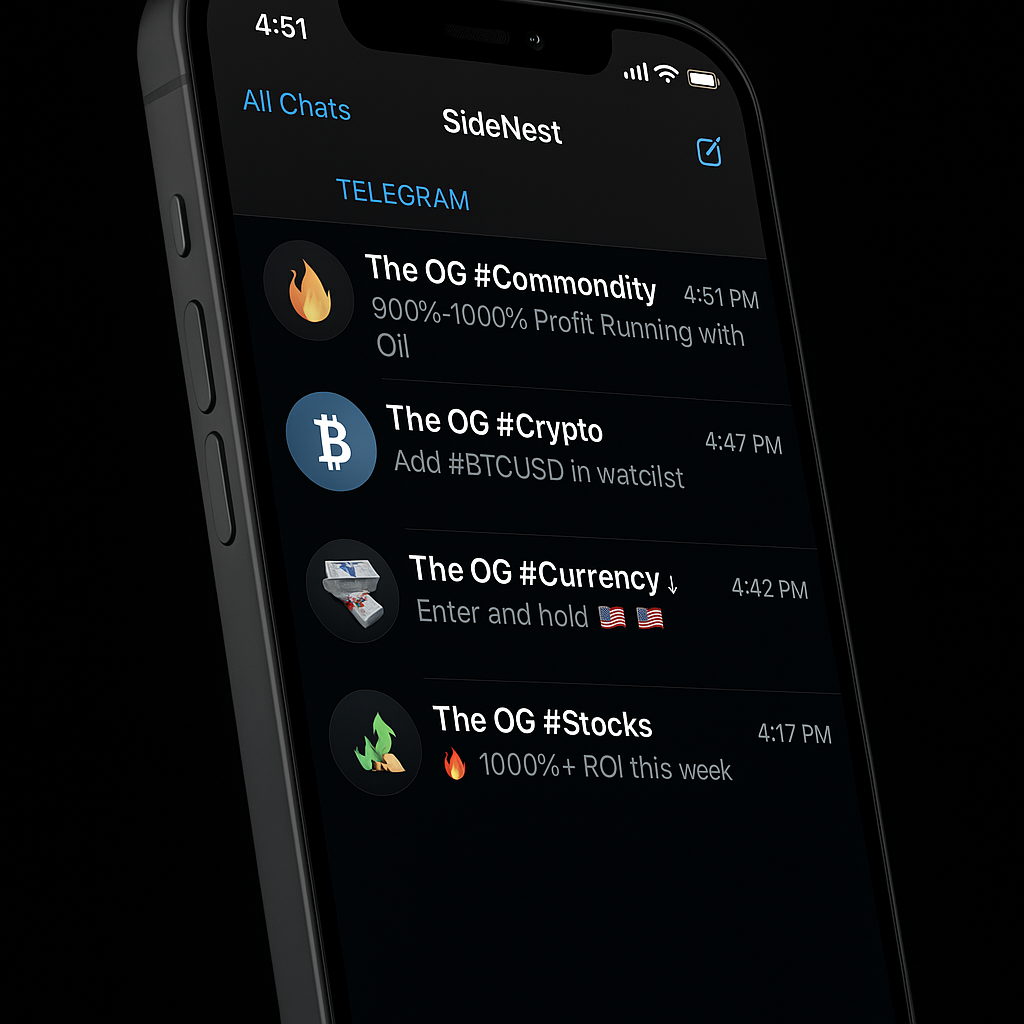 4:51
All Chats
SideNest
TELEGRAM
The OG #Commondity 4:51 PM
900%-1000% Profit Running with
Oil
The OG #Crypto 4:47 PM
Add #BTCUSD in watcilst
The OG #Currency ↓ 4:42 PM
Enter and hold 🇺🇸 🇺🇸
The OG #Stocks 4:17 PM
🔥 1000%+ ROI this week